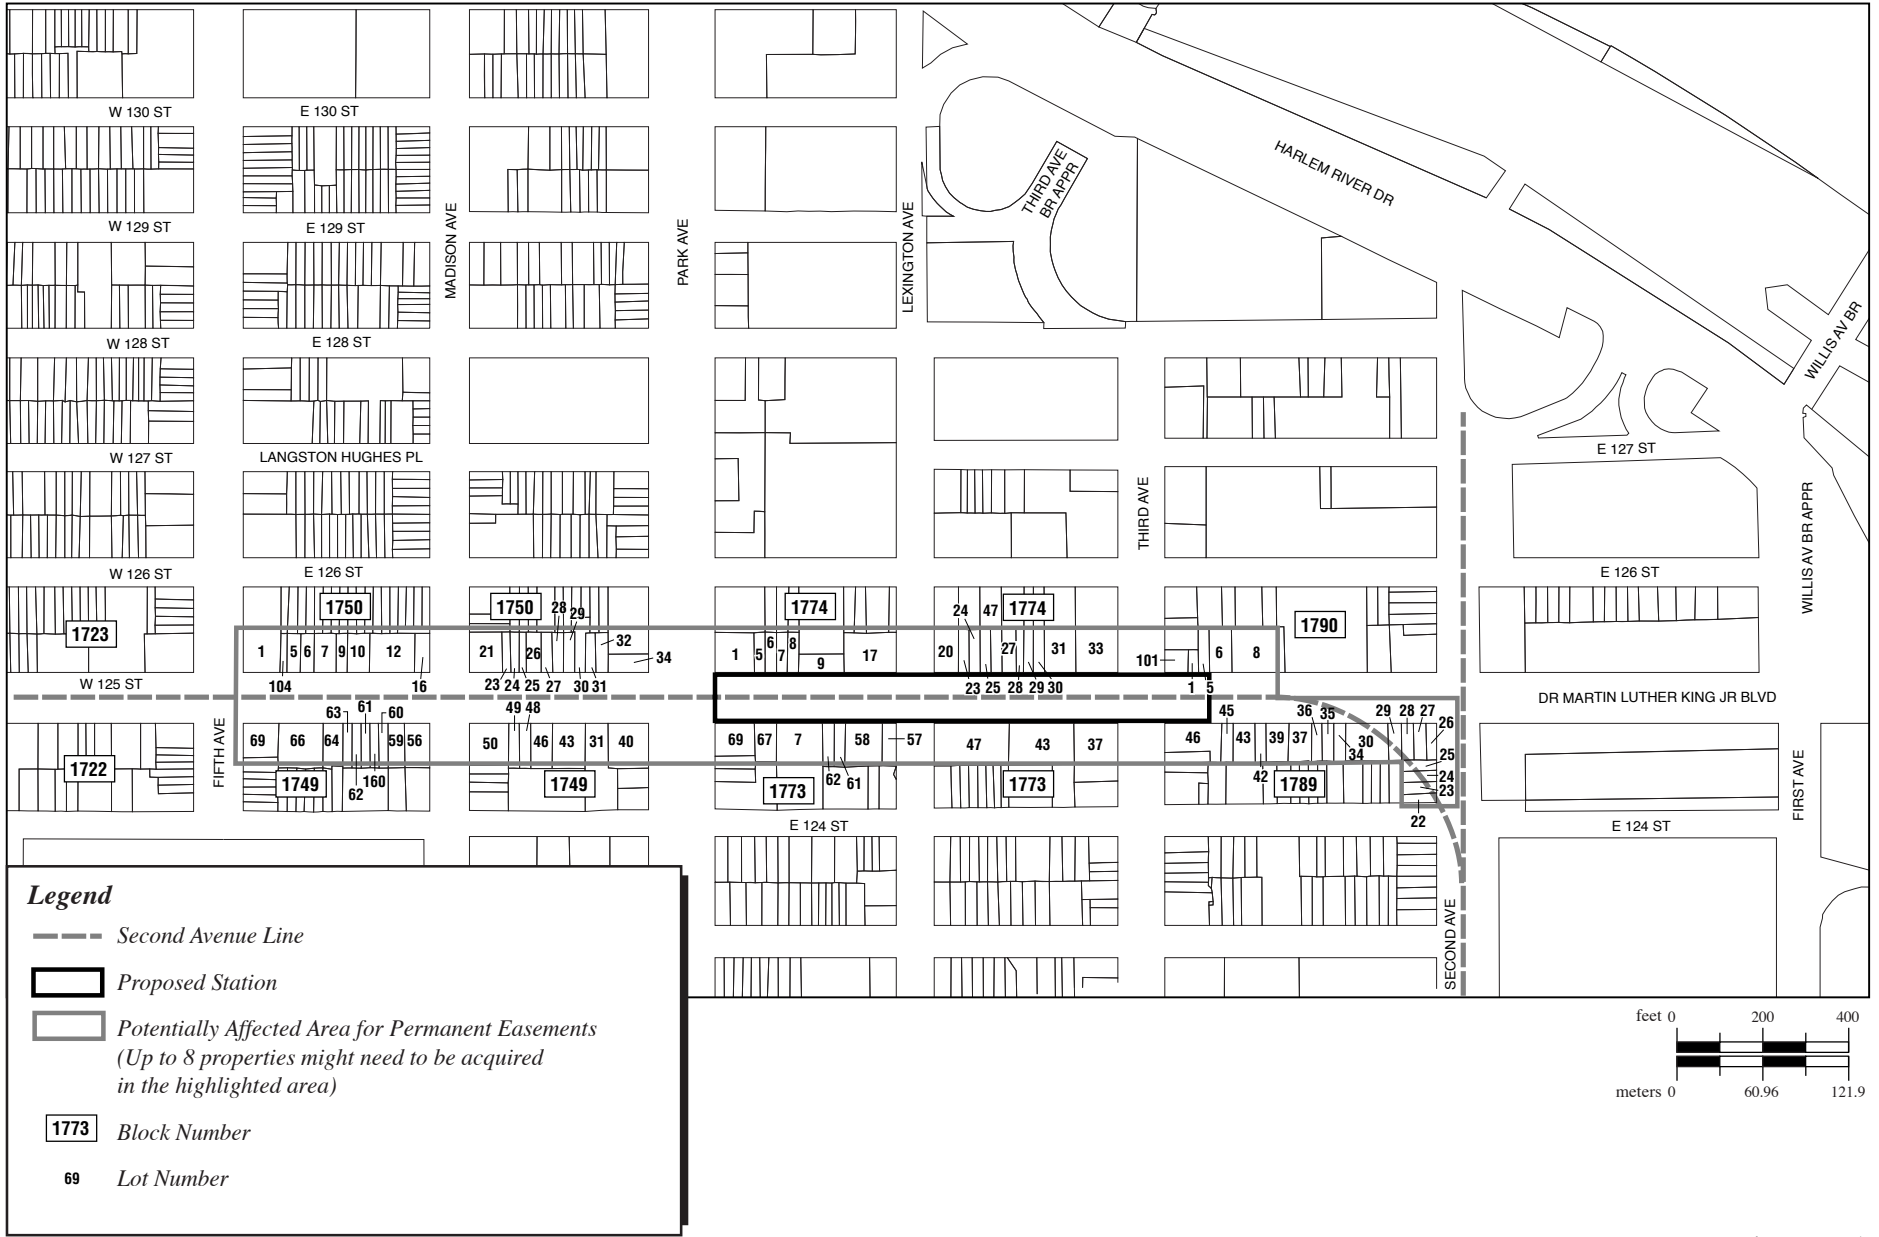 W 130 ST
E 130 ST
HARLEM RIVER DR
THIRD AVE
BR APPR
W 129 ST
E 129 ST
MADISON AVE
PARK AVE
LEXINGTON AVE
WILLIS AV BR
W 128 ST
E 128 ST
W 127 ST
LANGSTON HUGHES PL
E 127 ST
THIRD AVE
WILLIS AV BR APPR
W 126 ST
E 126 ST
E 126 ST
1723
1750
1750
28
29
1774
24
47
1774
1790
1
5
6
7
9
10
12
21
26
32
34
1
5
6
7
8
9
17
20
27
31
33
101
6
8
104
16
23
24
25
27
30
31
23
25
28
29
30
1
5
W 125 ST
DR MARTIN LUTHER KING JR BLVD
FIFTH AVE
63
61
60
49
48
45
36
35
29
28
27
26
69
66
64
59
56
50
46
43
31
40
69
67
7
58
57
47
43
37
46
43
39
37
34
30
25
24
23
22
1722
1749
62
160
1749
1773
62
61
1773
42
1789
E 124 ST
E 124 ST
FIRST AVE
SECOND AVE
Legend
Second Avenue Line
Proposed Station
Potentially Affected Area for Permanent Easements
(Up to 8 properties might need to be acquired
in the highlighted area)
1773 Block Number
69 Lot Number
feet 0 200 400
meters 0 60.96 121.9